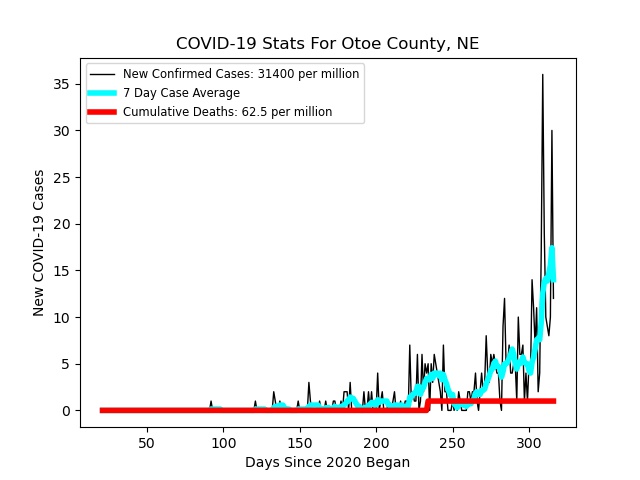 COVID-19 Stats For Otoe County, NE
New Confirmed Cases: 31400 per million
7 Day Case Average
Cumulative Deaths: 62.5 per million
New COVID-19 Cases
35
30
25
20
15
10
5
0
50 100 150 200 250 300
Days Since 2020 Began